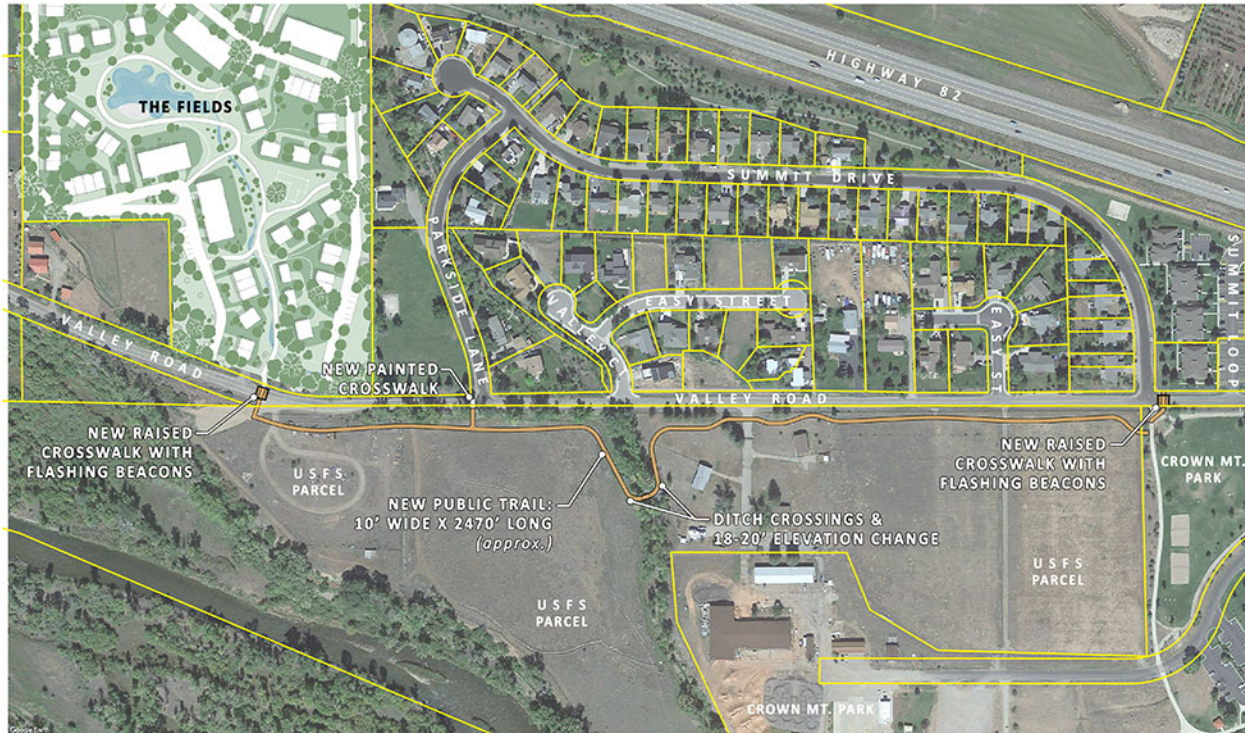 HIGHWAY 82
THE FIELDS
SUMMIT DRIVE
PARKSIDE LANE
SUMMIT LOOP
EASY STREET
VALLEY CT
EASY ST
VALLEY ROAD
NEW PAINTED
CROSSWALK
VALLEY ROAD
NEW RAISED
CROSSWALK WITH
FLASHING BEACONS
NEW RAISED
CROSSWALK WITH
FLASHING BEACONS
CROWN MT.
PARK
USFS
PARCEL
NEW PUBLIC TRAIL:
10' WIDE X 2470' LONG
(approx.)
DITCH CROSSINGS &
18-20' ELEVATION CHANGE
USFS
PARCEL
USFS
PARCEL
CROWN MT. PARK
Google Earth